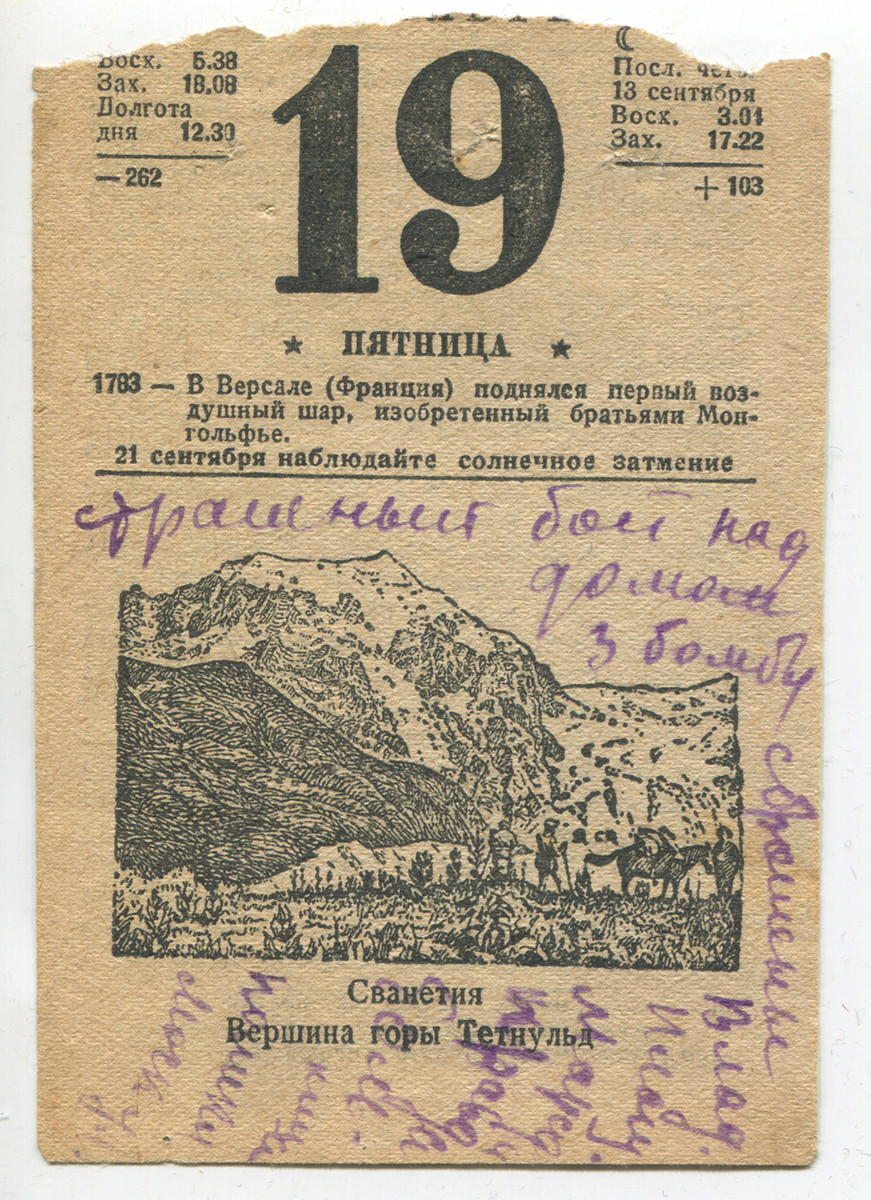 Восх. 5.38
Зах. 18.08
Долгота
дня 12.30
— 262
19
☾
Посл.
13 сентября
Восх. 3.01
Зах. 17.22
+ 103
★ ПЯТНИЦА ★
1783 — В Версале (Франция) поднялся первый воз-
душный шар, изобретенный братьями Мон-
гольфье.
21 сентября наблюдайте солнечное затмение
страшный бой над
домом
3 бомбы
сброшены
Сванетия
Вершина горы Тетнульд
Влад.